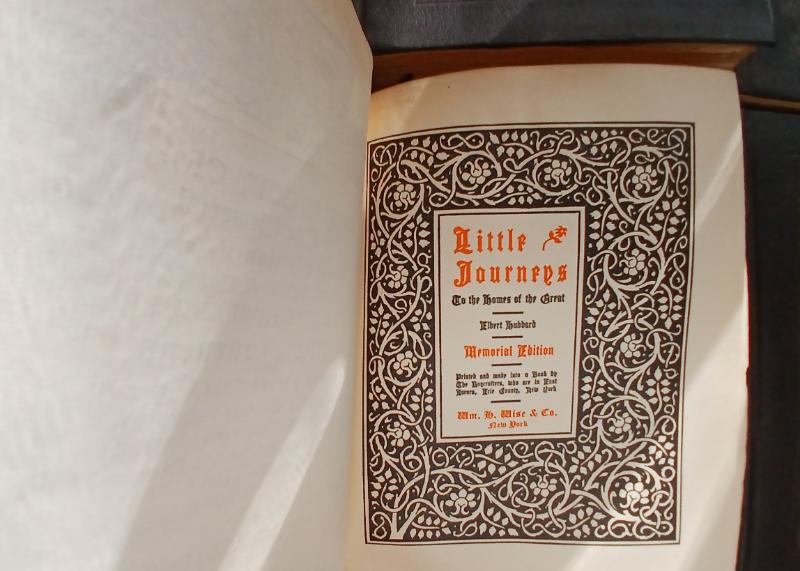 Little
Journeys
To the Homes of the Great
Elbert Hubbard
Memorial Edition
Printed and made into a Book by
The Roycrofters, who are in East
Aurora, Erie County, New York
Wm. H. Wise & Co.
New York